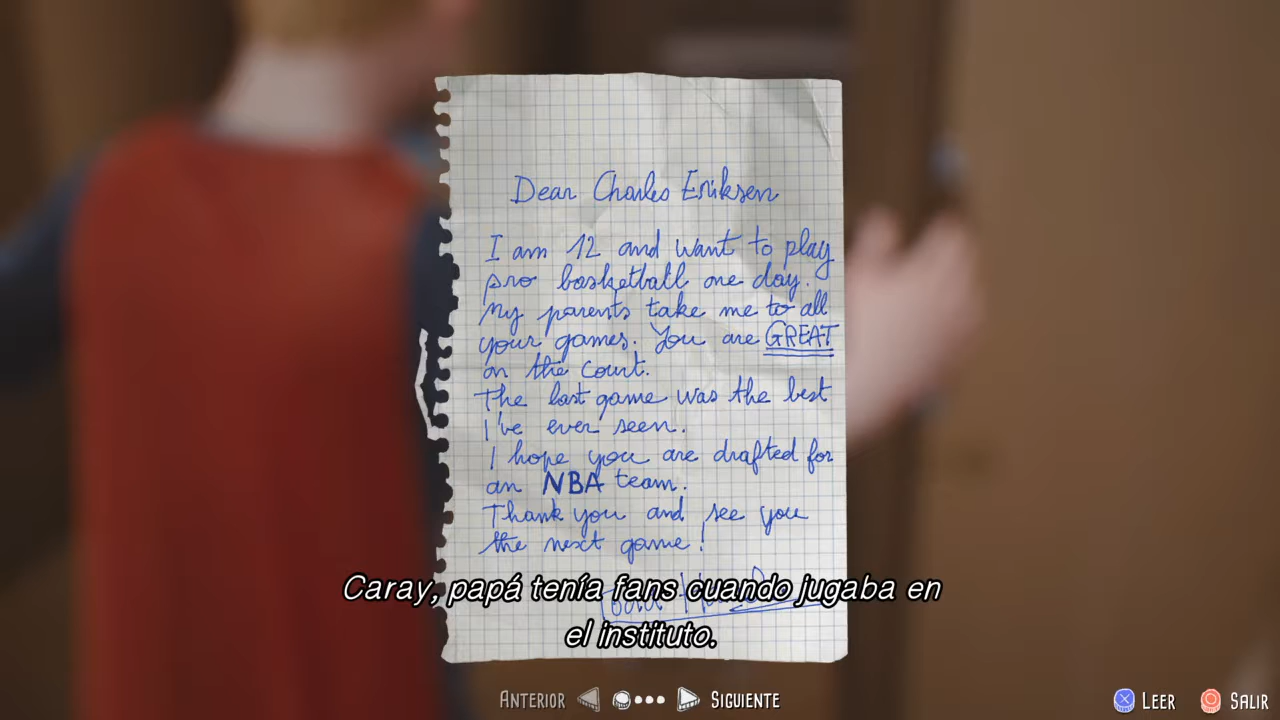 Dear Charles Eriksen
I am 12 and want to play
pro basketball one day.
My parents take me to all
your games. You are GREAT
on the court.
The last game was the best
I've ever seen.
I hope you are drafted for
an NBA team.
Thank you and see you
the next game!
Caray, papá tenía fans cuando jugaba en
el instituto.
ANTERIOR SIGUIENTE LEER SALIR